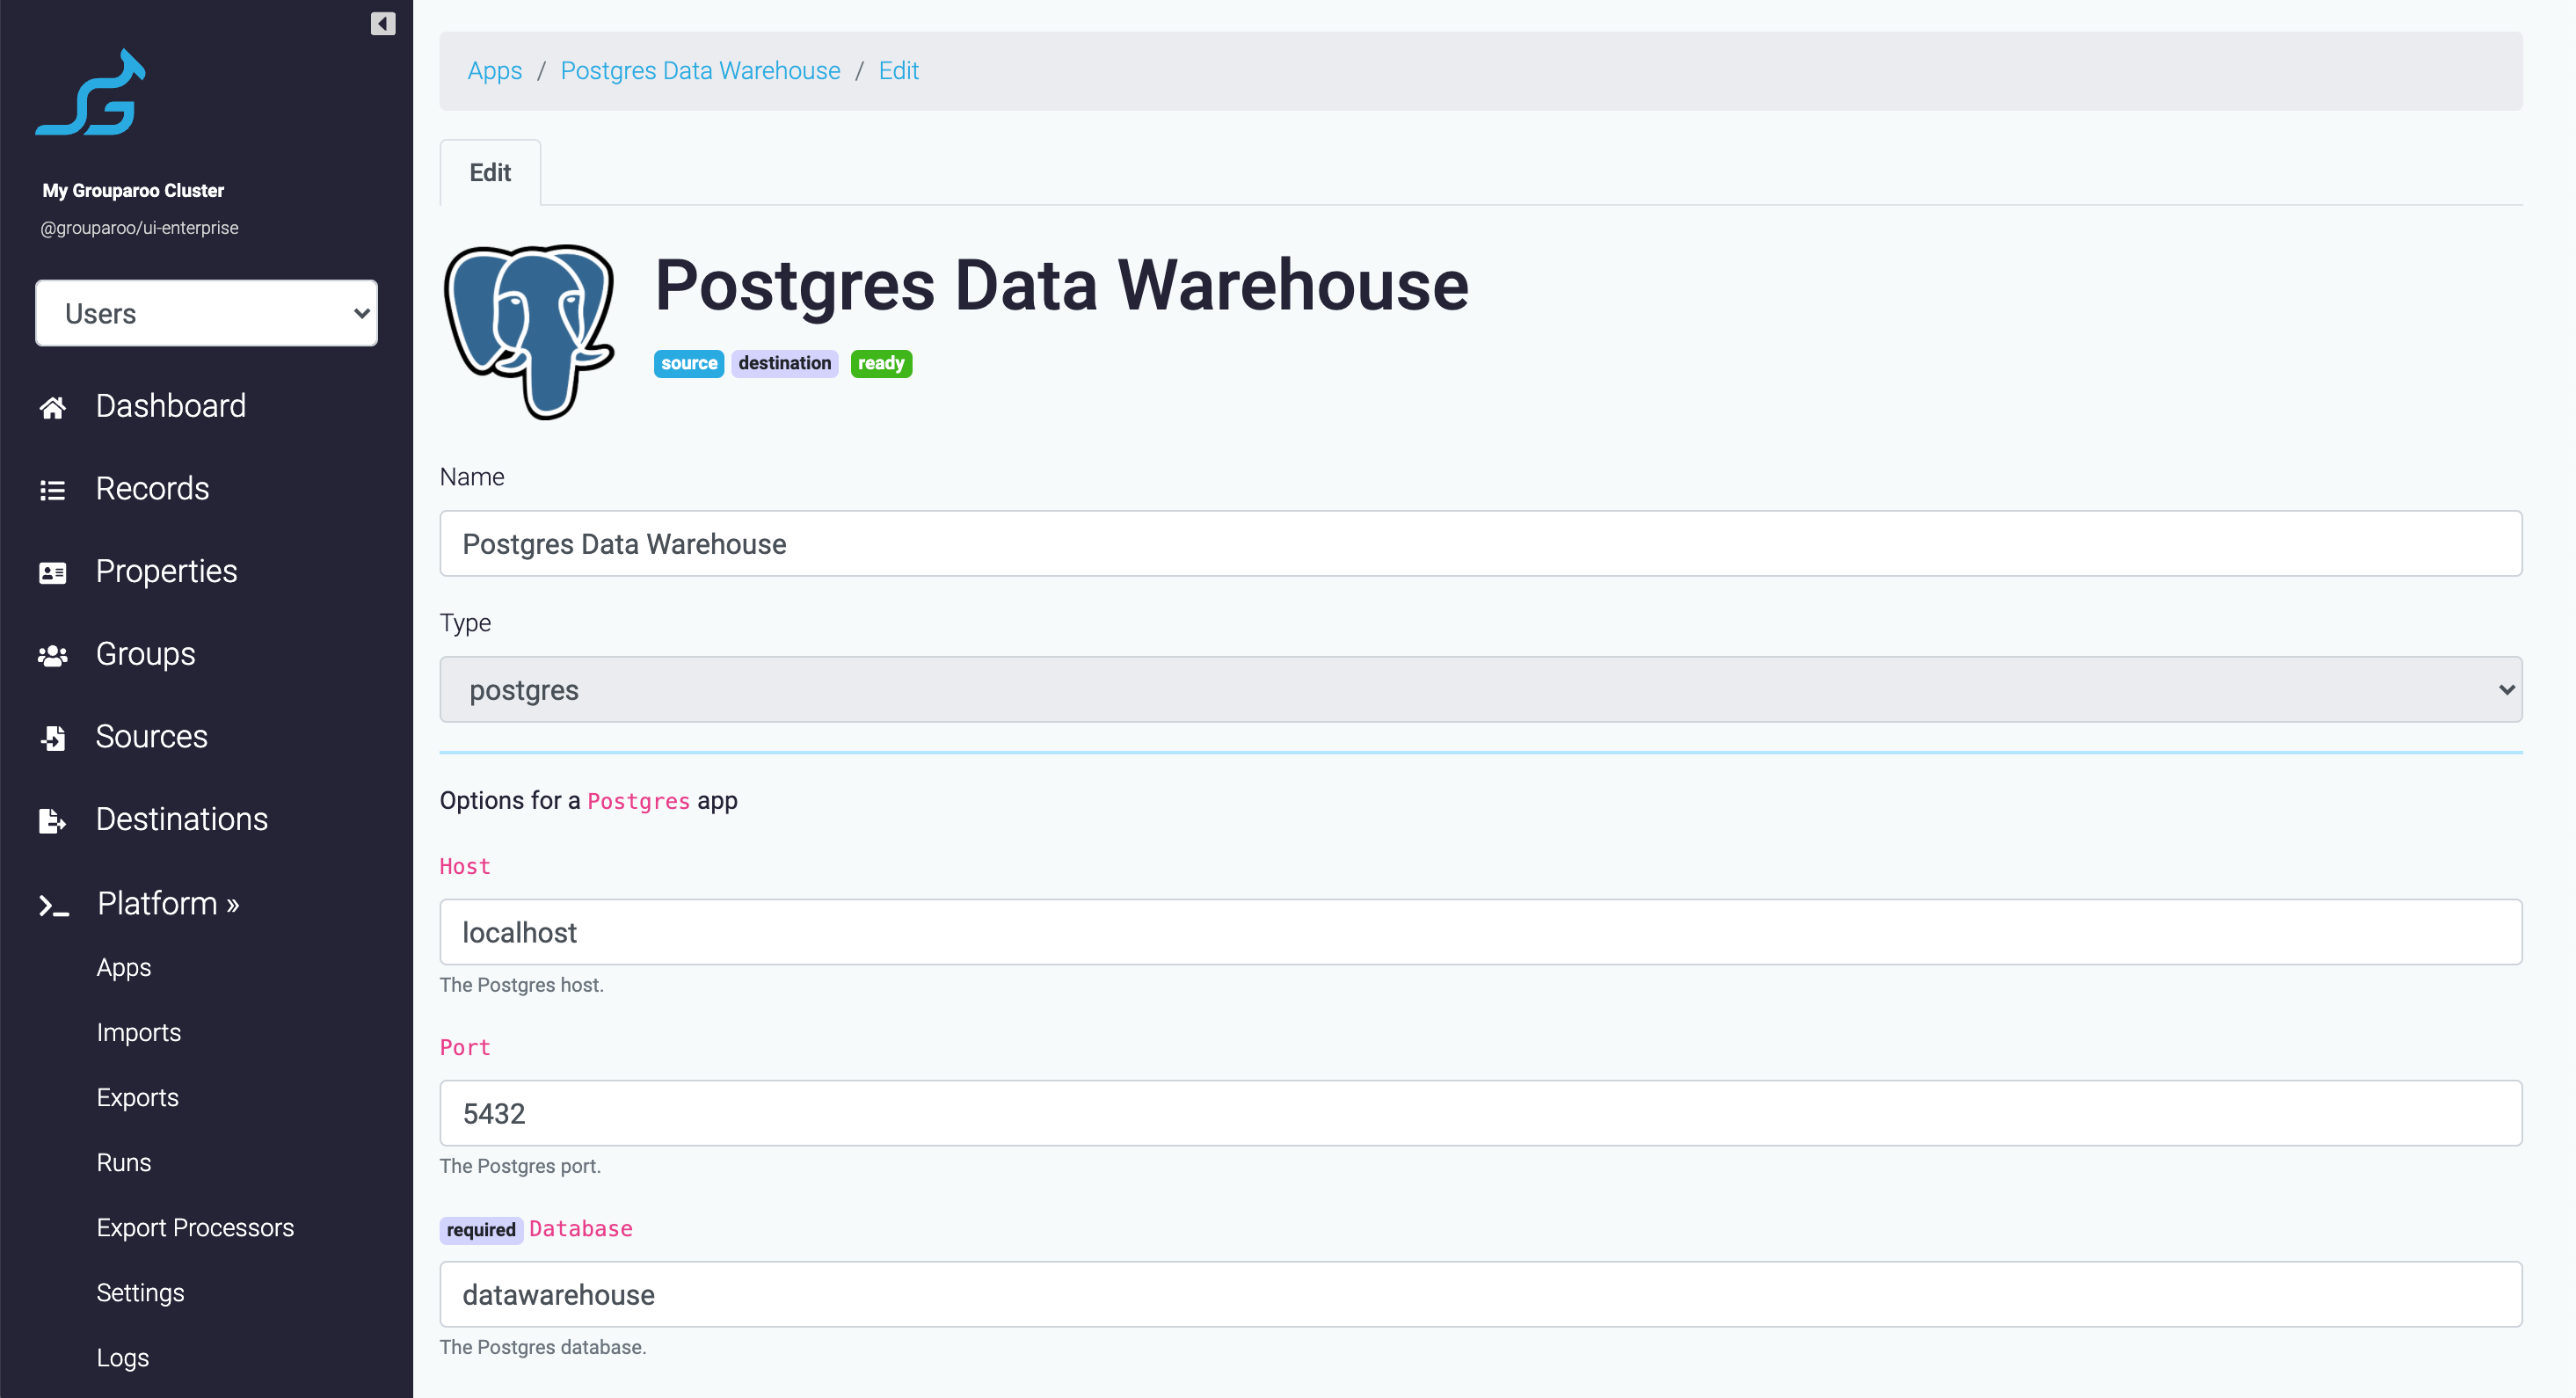 My Grouparoo Cluster
@grouparoo/ui-enterprise
Users
Dashboard
Records
Properties
Groups
Sources
Destinations
Platform »
Apps
Imports
Exports
Runs
Export Processors
Settings
Logs
Apps / Postgres Data Warehouse / Edit
Edit
Postgres Data Warehouse
source destination ready
Name
Postgres Data Warehouse
Type
postgres
Options for a Postgres app
Host
localhost
The Postgres host.
Port
5432
The Postgres port.
required Database
datawarehouse
The Postgres database.